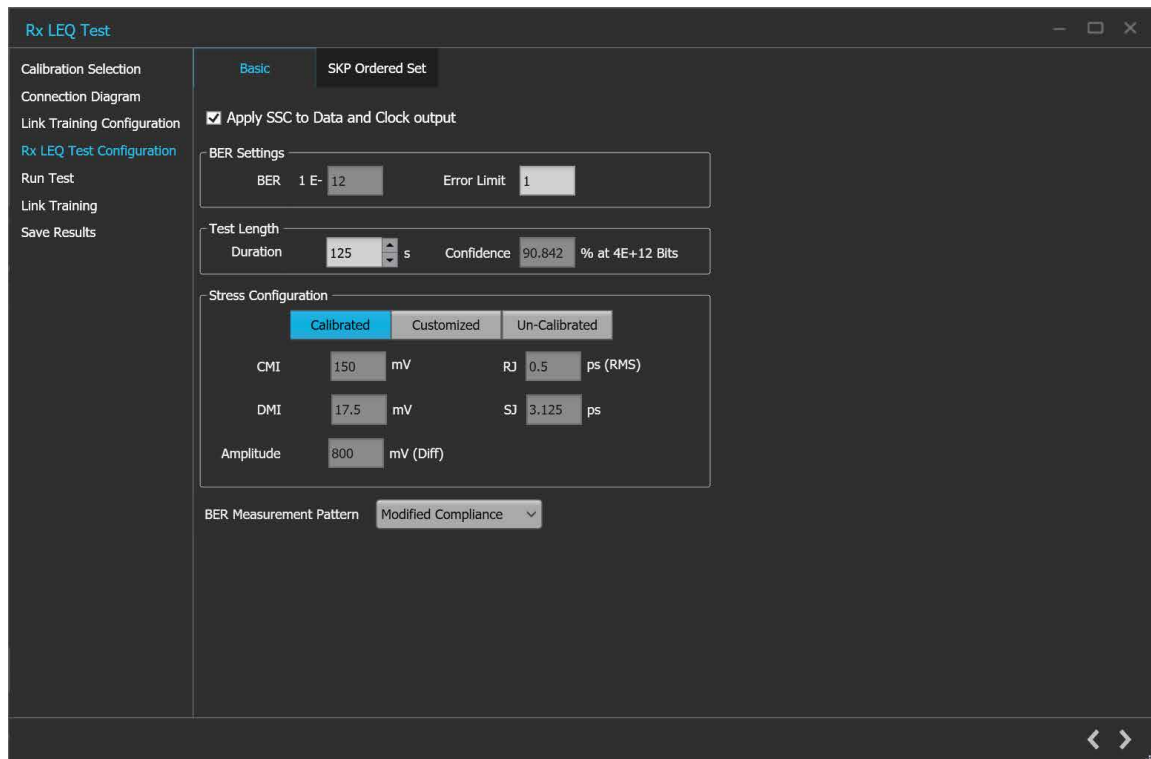 Rx LEQ Test
Calibration Selection
Connection Diagram
Link Training Configuration
Rx LEQ Test Configuration
Run Test
Link Training
Save Results
Basic SKP Ordered Set
Apply SSC to Data and Clock output
BER Settings
BER 1 E- 12 Error Limit 1
Test Length
Duration 125 s Confidence 90.842 % at 4E+12 Bits
Stress Configuration
Calibrated Customized Un-Calibrated
CMI 150 mV RJ 0.5 ps (RMS)
DMI 17.5 mV SJ 3.125 ps
Amplitude 800 mV (Diff)
BER Measurement Pattern Modified Compliance